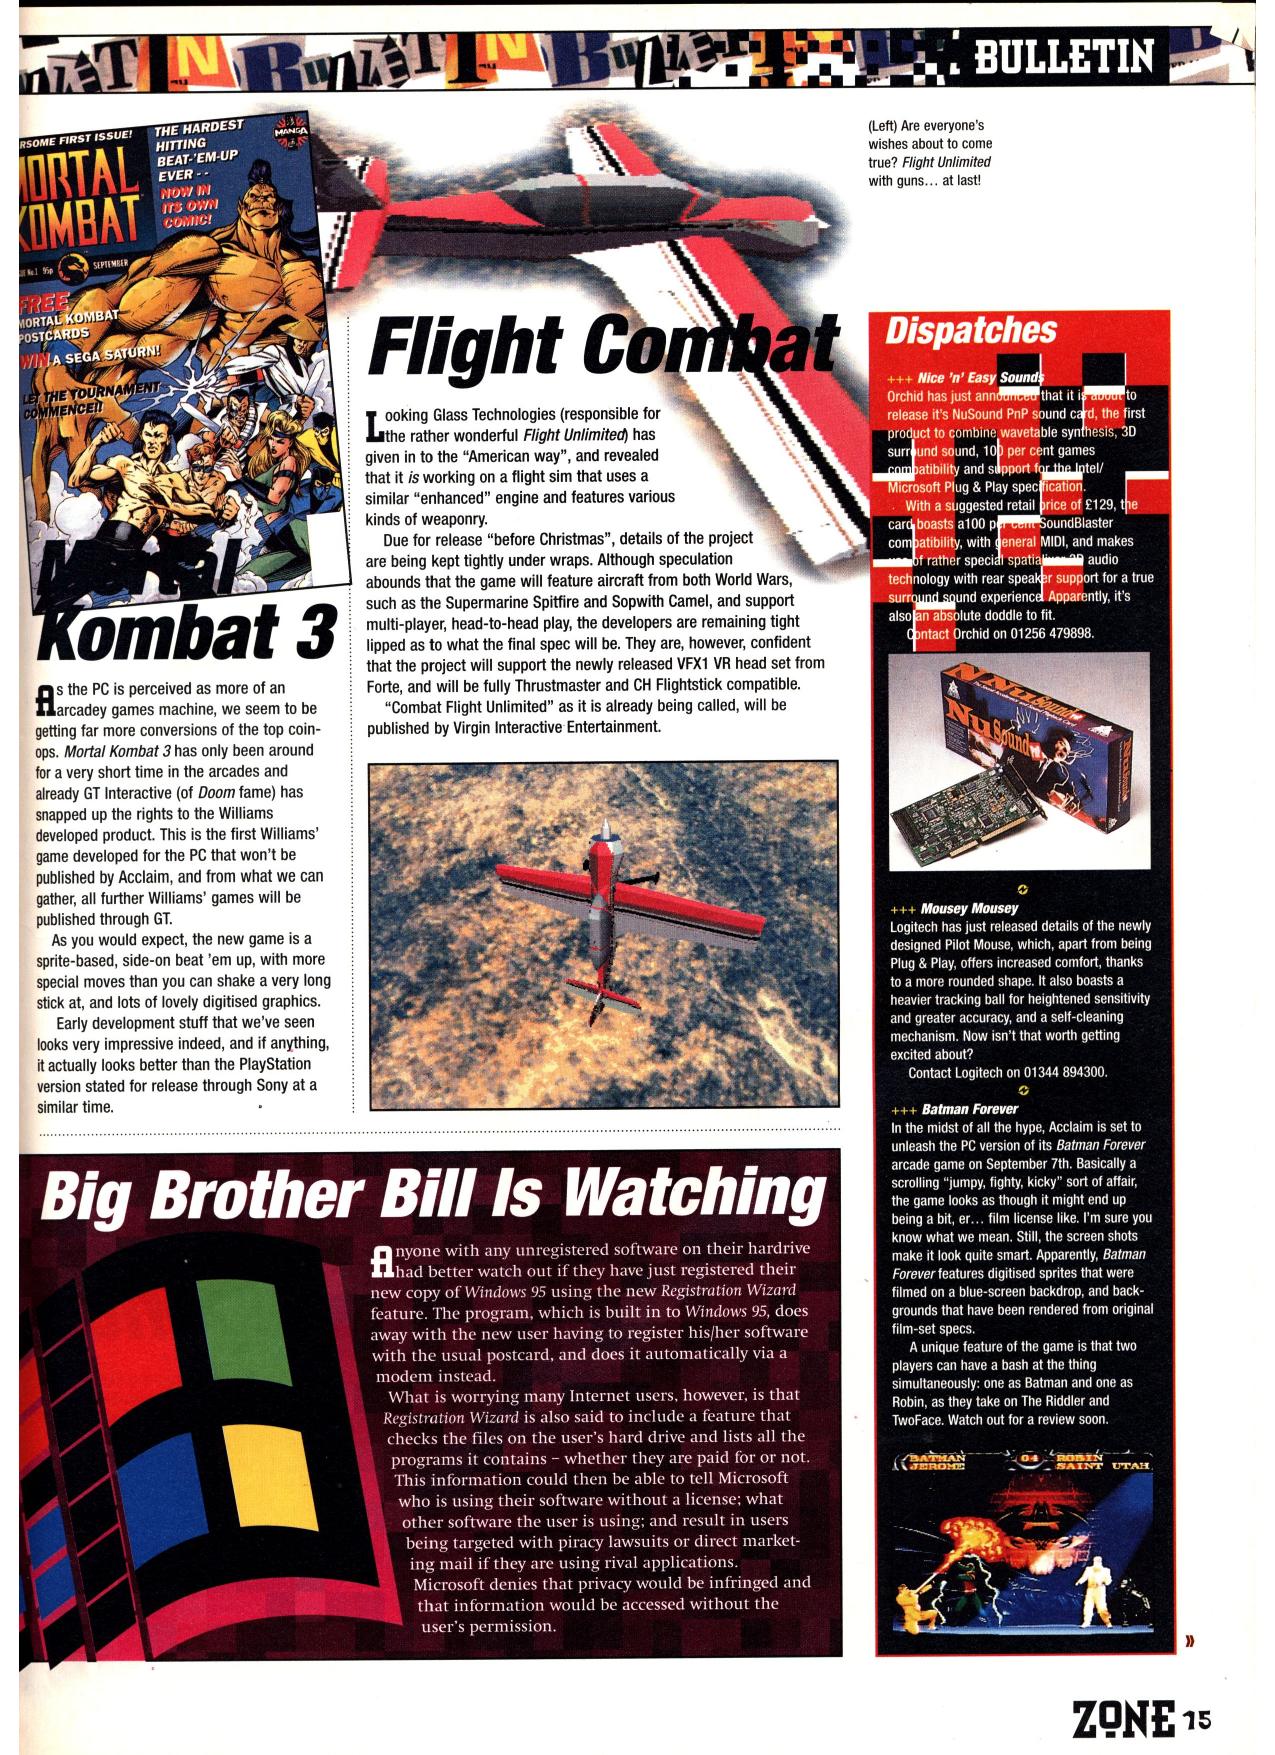 BULLETIN
(Left) Are everyone's
wishes about to come
true? Flight Unlimited
with guns... at last!
RSOME FIRST ISSUE!
THE HARDEST
HITTING
BEAT-'EM-UP
EVER - -
NOW IN
ITS OWN
COMIC!
MANGA
MORTAL
KOMBAT
No.1 95p
SEPTEMBER
FREE
MORTAL KOMBAT
POSTCARDS
WIN A SEGA SATURN!
LET THE TOURNAMENT
COMMENCE!!
Mortal
Kombat 3
As the PC is perceived as more of an
arcadey games machine, we seem to be
getting far more conversions of the top coin-
ops. Mortal Kombat 3 has only been around
for a very short time in the arcades and
already GT Interactive (of Doom fame) has
snapped up the rights to the Williams
developed product. This is the first Williams'
game developed for the PC that won't be
published by Acclaim, and from what we can
gather, all further Williams' games will be
published through GT.
As you would expect, the new game is a
sprite-based, side-on beat 'em up, with more
special moves than you can shake a very long
stick at, and lots of lovely digitised graphics.
Early development stuff that we've seen
looks very impressive indeed, and if anything,
it actually looks better than the PlayStation
version stated for release through Sony at a
similar time.
Flight Combat
Looking Glass Technologies (responsible for
the rather wonderful Flight Unlimited) has
given in to the "American way", and revealed
that it is working on a flight sim that uses a
similar "enhanced" engine and features various
kinds of weaponry.
Due for release "before Christmas", details of the project
are being kept tightly under wraps. Although speculation
abounds that the game will feature aircraft from both World Wars,
such as the Supermarine Spitfire and Sopwith Camel, and support
multi-player, head-to-head play, the developers are remaining tight
lipped as to what the final spec will be. They are, however, confident
that the project will support the newly released VFX1 VR head set from
Forte, and will be fully Thrustmaster and CH Flightstick compatible.
"Combat Flight Unlimited" as it is already being called, will be
published by Virgin Interactive Entertainment.
Big Brother Bill Is Watching
Anyone with any unregistered software on their hardrive
had better watch out if they have just registered their
new copy of Windows 95 using the new Registration Wizard
feature. The program, which is built in to Windows 95, does
away with the new user having to register his/her software
with the usual postcard, and does it automatically via a
modem instead.
What is worrying many Internet users, however, is that
Registration Wizard is also said to include a feature that
checks the files on the user's hard drive and lists all the
programs it contains – whether they are paid for or not.
This information could then be able to tell Microsoft
who is using their software without a license; what
other software the user is using; and result in users
being targeted with piracy lawsuits or direct market-
ing mail if they are using rival applications.
Microsoft denies that privacy would be infringed and
that information would be accessed without the
user's permission.
Dispatches
+++ Nice 'n' Easy Sounds
Orchid has just announced that it is about to
release it's NuSound PnP sound card, the first
product to combine wavetable synthesis, 3D
surround sound, 100 per cent games
compatibility and support for the Intel/
Microsoft Plug & Play specification.
With a suggested retail price of £129, the
card boasts a100 per cent SoundBlaster
compatibility, with general MIDI, and makes
use of rather special spatialiser 3D audio
technology with rear speaker support for a true
surround sound experience. Apparently, it's
also an absolute doddle to fit.
Contact Orchid on 01256 479898.
NuSound
NuSound
+++ Mousey Mousey
Logitech has just released details of the newly
designed Pilot Mouse, which, apart from being
Plug & Play, offers increased comfort, thanks
to a more rounded shape. It also boasts a
heavier tracking ball for heightened sensitivity
and greater accuracy, and a self-cleaning
mechanism. Now isn't that worth getting
excited about?
Contact Logitech on 01344 894300.
+++ Batman Forever
In the midst of all the hype, Acclaim is set to
unleash the PC version of its Batman Forever
arcade game on September 7th. Basically a
scrolling "jumpy, fighty, kicky" sort of affair,
the game looks as though it might end up
being a bit, er... film license like. I'm sure you
know what we mean. Still, the screen shots
make it look quite smart. Apparently, Batman
Forever features digitised sprites that were
filmed on a blue-screen backdrop, and back-
grounds that have been rendered from original
film-set specs.
A unique feature of the game is that two
players can have a bash at the thing
simultaneously: one as Batman and one as
Robin, as they take on The Riddler and
TwoFace. Watch out for a review soon.
BATMAN 04 ROBIN
JEROME SAINT UTAH
»
ZONE 15